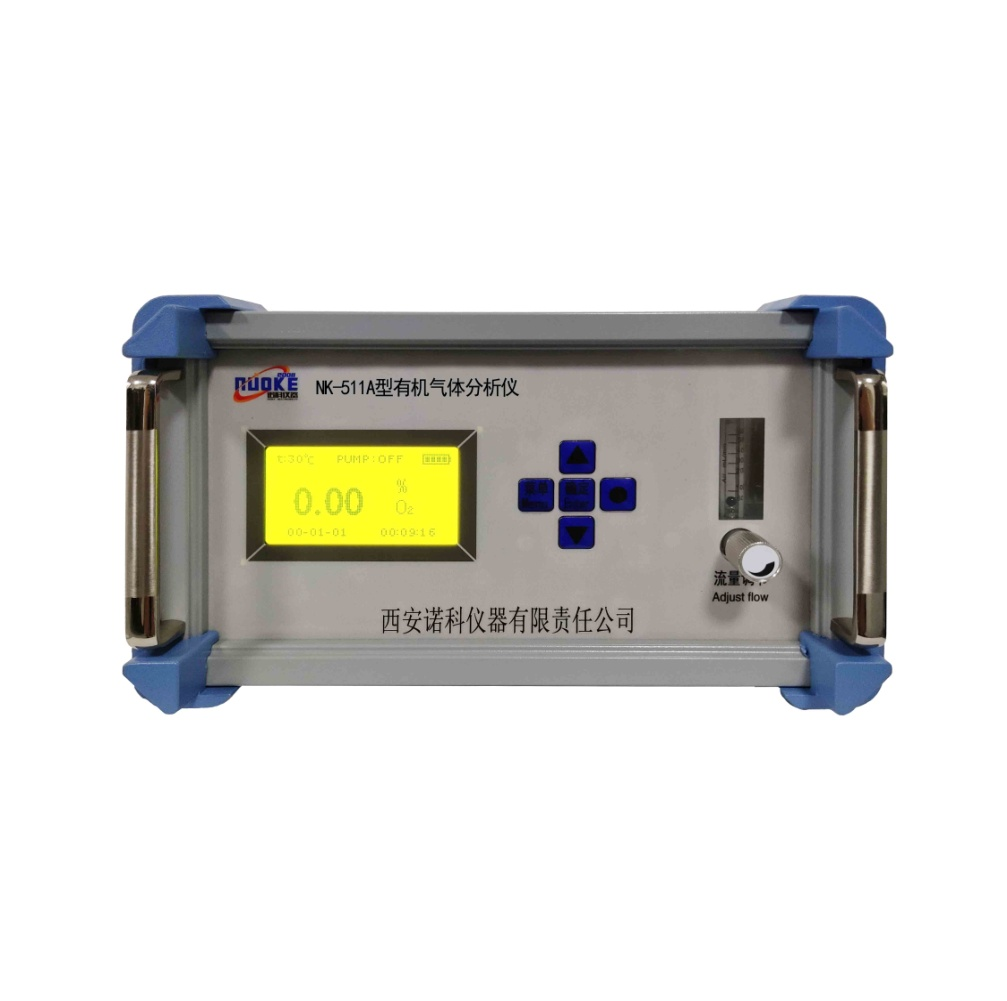 NUOKE
NK-511A型有机气体分析仪
t:30℃ PUMP:OFF
0.00 % O₂
00-01-01 00:09:16
Adjust flow
流量
西安诺科仪器有限责任公司